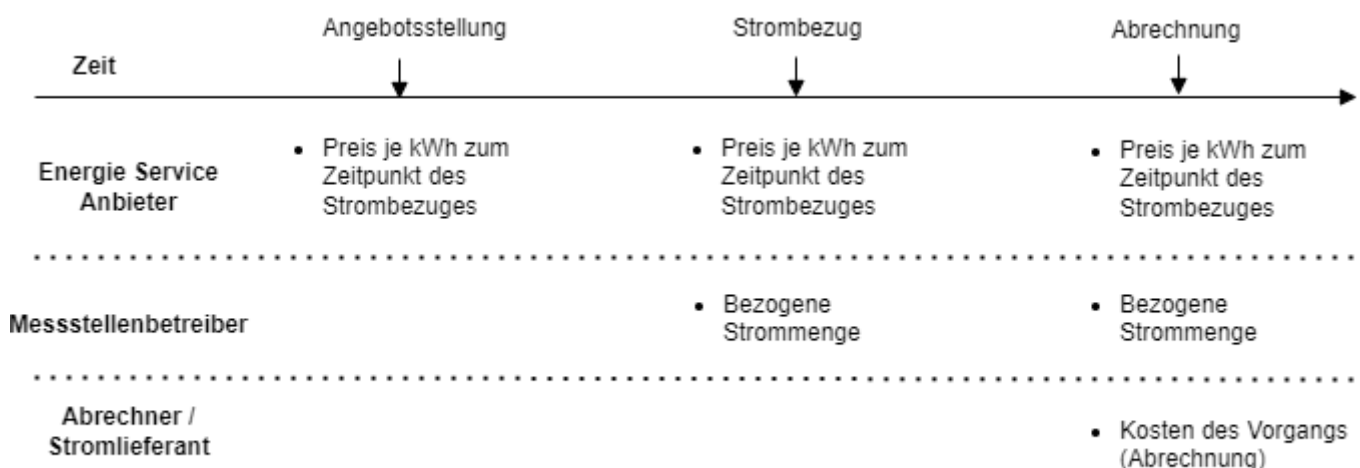 Angebotsstellung
Strombezug
Abrechnung
Zeit
Energie Service
Anbieter
• Preis je kWh zum
Zeitpunkt des
Strombezuges
• Preis je kWh zum
Zeitpunkt des
Strombezuges
• Preis je kWh zum
Zeitpunkt des
Strombezuges
Messstellenbetreiber
• Bezogene
Strommenge
• Bezogene
Strommenge
Abrechner /
Stromlieferant
• Kosten des Vorgangs
(Abrechnung)